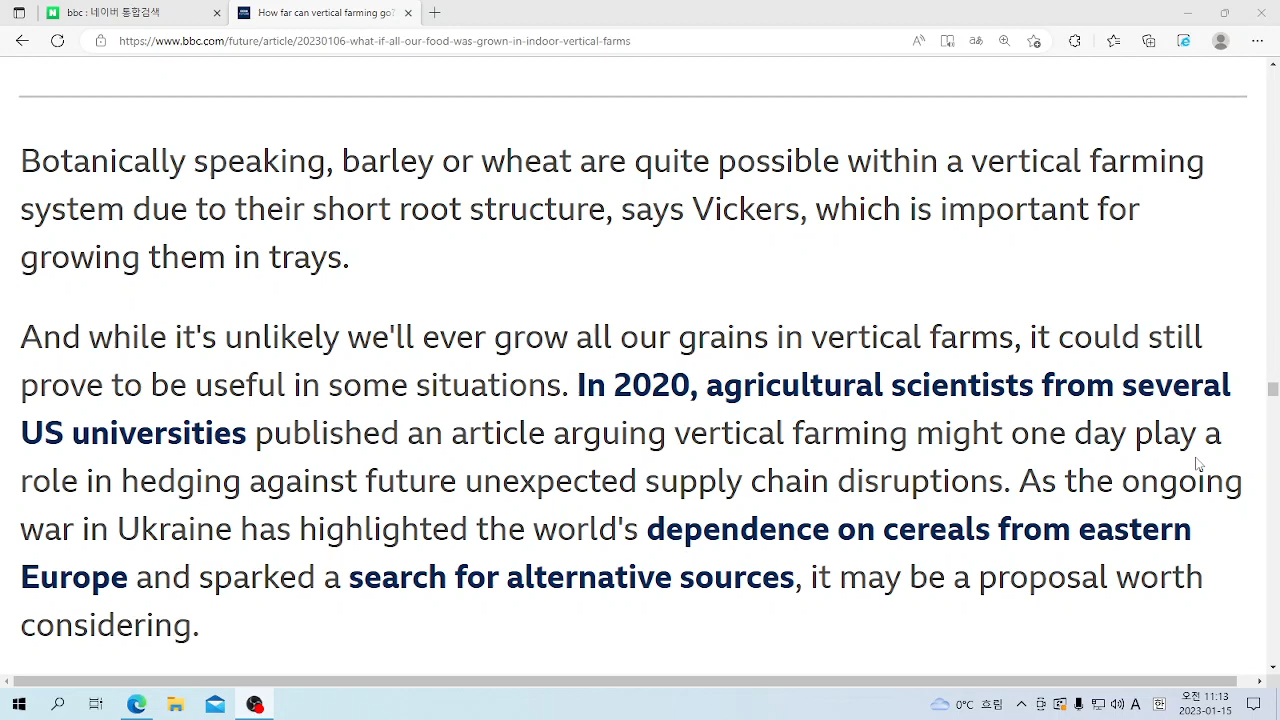 bbc : 네이버 통합검색
How far can vertical farming go?
https://www.bbc.com/future/article/20230106-what-if-all-our-food-was-grown-in-indoor-vertical-farms
Botanically speaking, barley or wheat are quite possible within a vertical farming
system due to their short root structure, says Vickers, which is important for
growing them in trays.
And while it's unlikely we'll ever grow all our grains in vertical farms, it could still
prove to be useful in some situations. In 2020, agricultural scientists from several
US universities published an article arguing vertical farming might one day play a
role in hedging against future unexpected supply chain disruptions. As the ongoing
war in Ukraine has highlighted the world's dependence on cereals from eastern
Europe and sparked a search for alternative sources, it may be a proposal worth
considering.
0°C 흐림
A
오전 11:13
2023-01-15